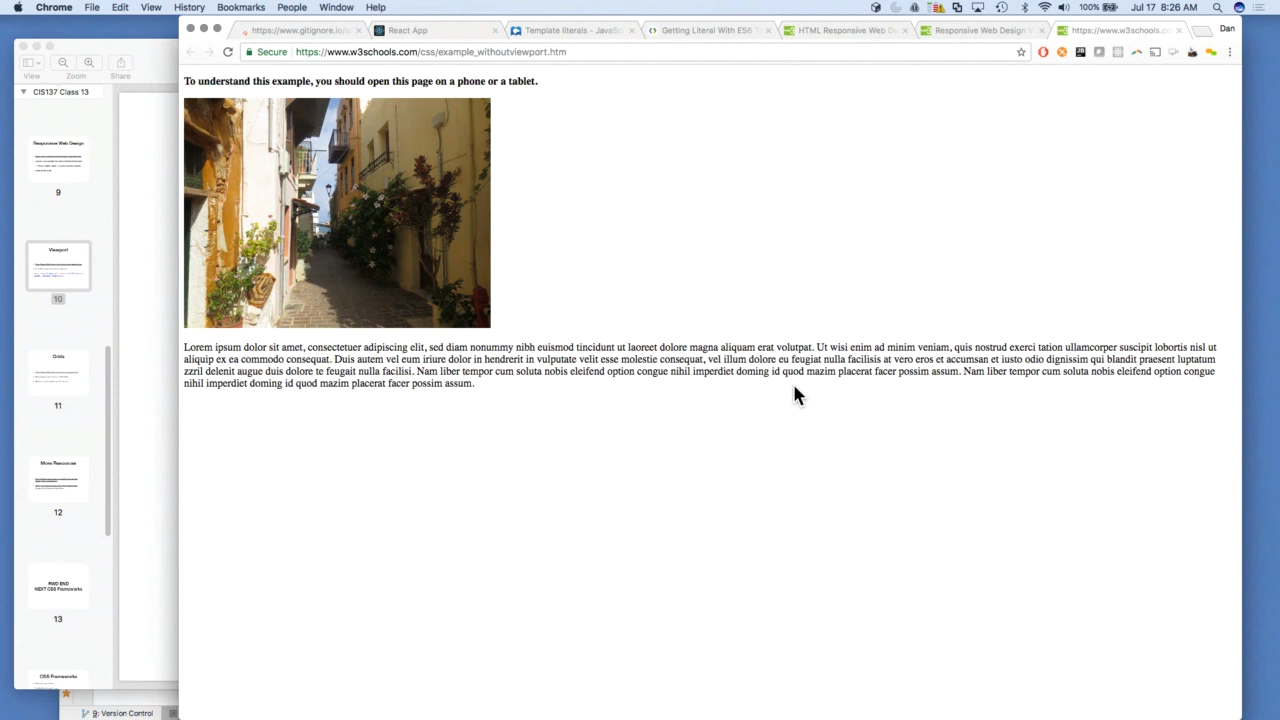 Chrome File Edit View History Bookmarks People Window Help
100% Jul 17 8:26 AM
https://www.gitignore.io/
React App
Template literals - JavaSc
Getting Literal With ES6
HTML Responsive Web De
Responsive Web Design
https://www.w3schools.co
Dan
Secure https://www.w3schools.com/css/example_withoutviewport.htm
View Zoom Share
CIS137 Class 13
Responsive Web Design
9
Viewport
10
Grids
11
More Resources
12
RWD END
NEXT CSS Frameworks
13
CSS Frameworks
9: Version Control
To understand this example, you should open this page on a phone or a tablet.
Lorem ipsum dolor sit amet, consectetuer adipiscing elit, sed diam nonummy nibh euismod tincidunt ut laoreet dolore magna aliquam erat volutpat. Ut wisi enim ad minim veniam, quis nostrud exerci tation ullamcorper suscipit lobortis nisl ut
aliquip ex ea commodo consequat. Duis autem vel eum iriure dolor in hendrerit in vulputate velit esse molestie consequat, vel illum dolore eu feugiat nulla facilisis at vero eros et accumsan et iusto odio dignissim qui blandit praesent luptatum
zzril delenit augue duis dolore te feugait nulla facilisi. Nam liber tempor cum soluta nobis eleifend option congue nihil imperdiet doming id quod mazim placerat facer possim assum. Nam liber tempor cum soluta nobis eleifend option congue
nihil imperdiet doming id quod mazim placerat facer possim assum.